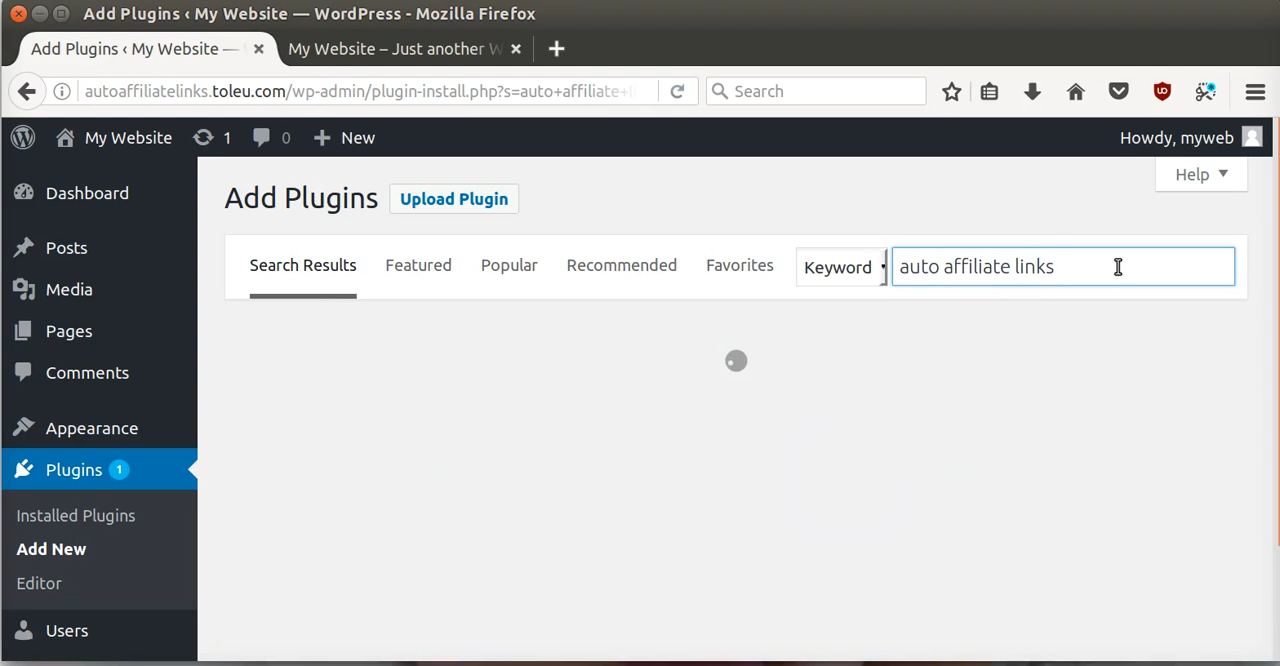 Add Plugins ‹ My Website — WordPress - Mozilla Firefox
Add Plugins ‹ My Website —
My Website – Just another W
autoaffiliatelinks.toleu.com/wp-admin/plugin-install.php?s=auto+affiliate+l
Search
My Website 1 0 New
Howdy, myweb
Help
Add Plugins Upload Plugin
Search Results Featured Popular Recommended Favorites Keyword auto affiliate links
Dashboard
Posts
Media
Pages
Comments
Appearance
Plugins 1
Installed Plugins
Add New
Editor
Users